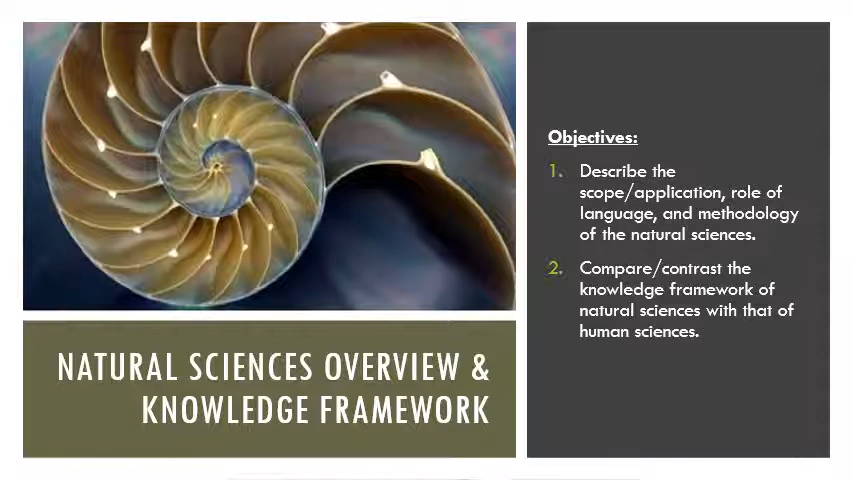 NATURAL SCIENCES OVERVIEW &
KNOWLEDGE FRAMEWORK
Objectives:
1. Describe the
scope/application, role of
language, and methodology
of the natural sciences.
2. Compare/contrast the
knowledge framework of
natural sciences with that of
human sciences.